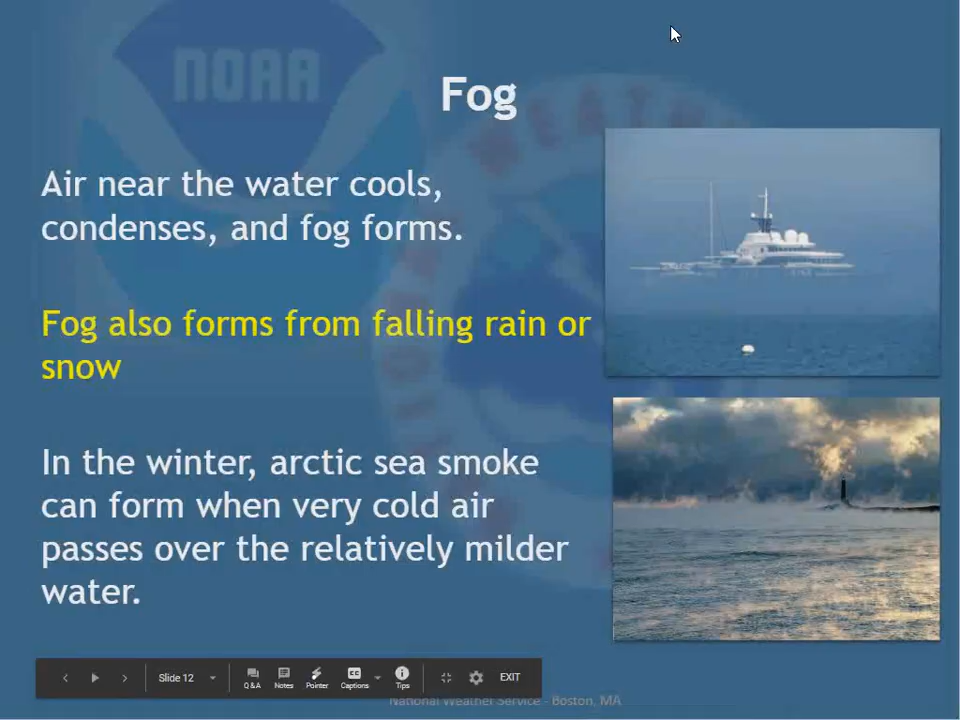 NOAA
Fog
Air near the water cools,
condenses, and fog forms.
Fog also forms from falling rain or
snow
In the winter, arctic sea smoke
can form when very cold air
passes over the relatively milder
water.
Slide 12
Q&A
Notes
Pointer
Captions
Tips
EXIT
National Weather Service - Boston, MA